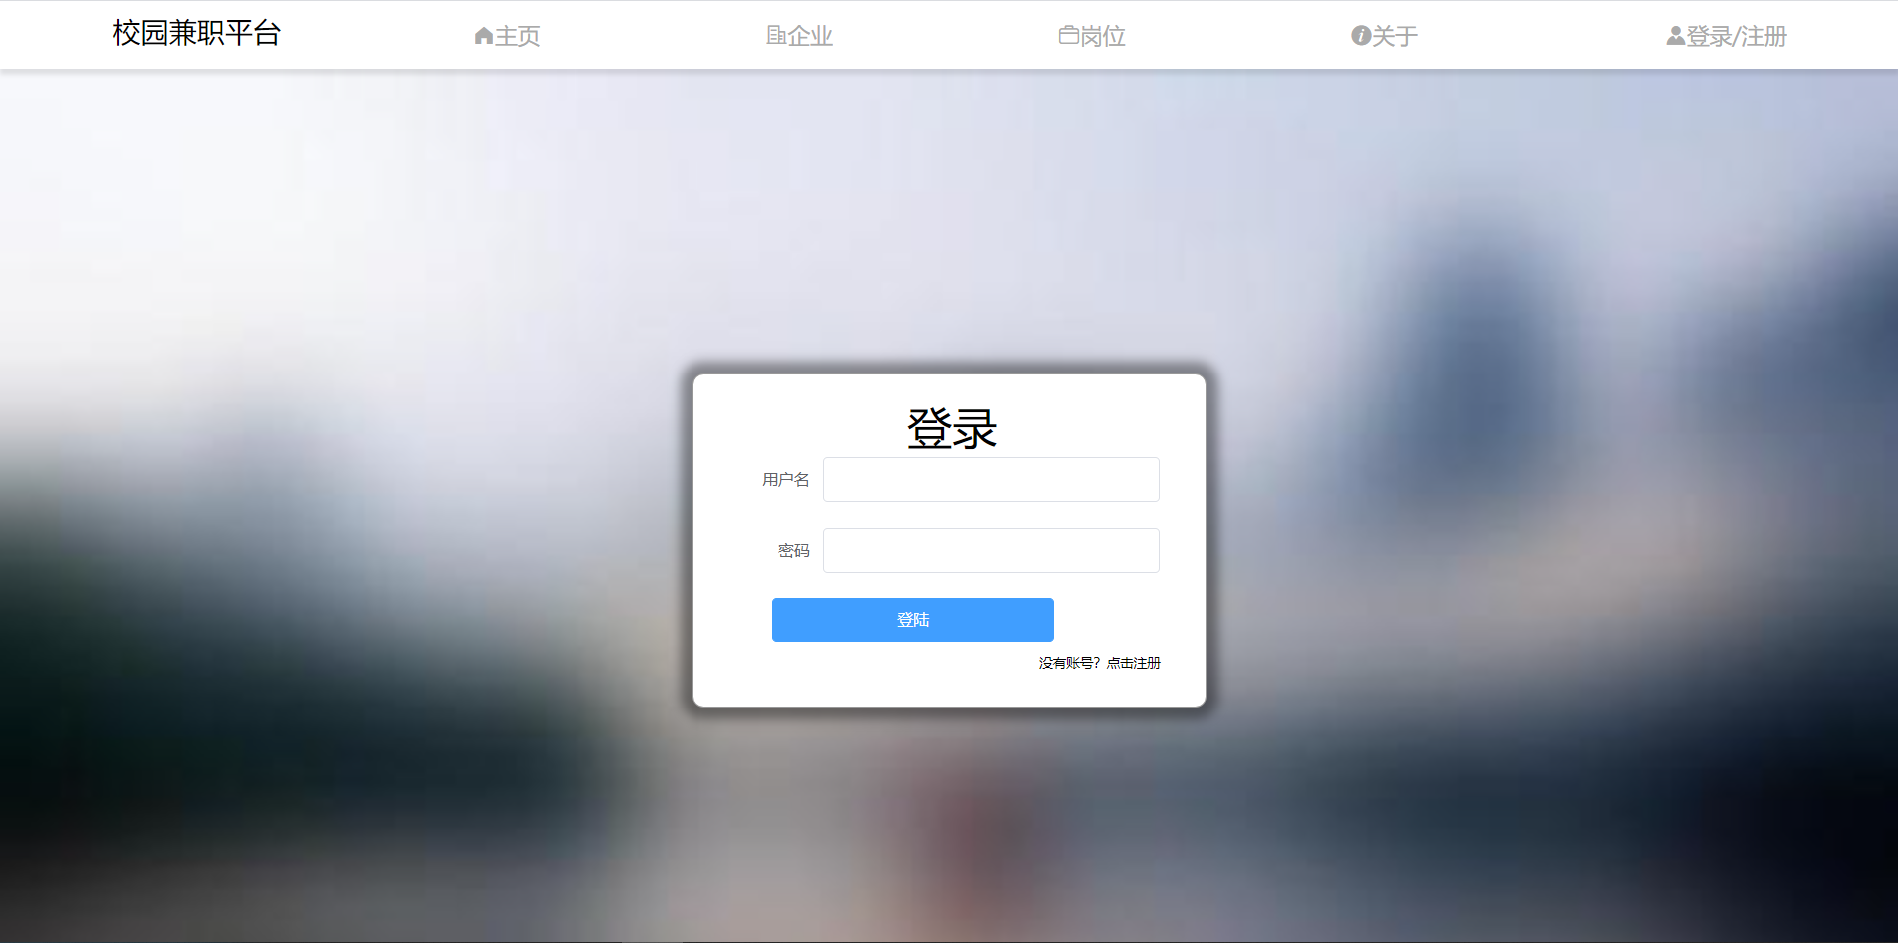 校园兼职平台 主页 企业 岗位 关于 登录/注册
登录
用户名
密码
登陆
没有账号？点击注册